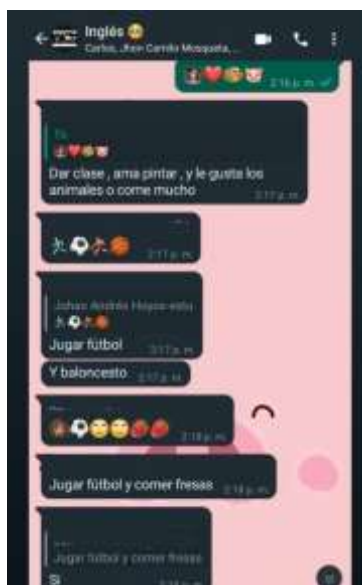 Inglés
Carlos, Jhon Camilo Mosquera, ...
2:16 p. m.
Tú
Dar clase , ama pintar , y le gusta los
animales o come mucho
2:17 p. m.
2:17 p. m.
Johan Andrés Hoyos
Jugar fútbol
2:17 p. m.
Y baloncesto
2:17 p. m.
2:18 p. m.
Jugar fútbol y comer fresas
2:18 p. m.
Jugar fútbol y comer fresas
Si